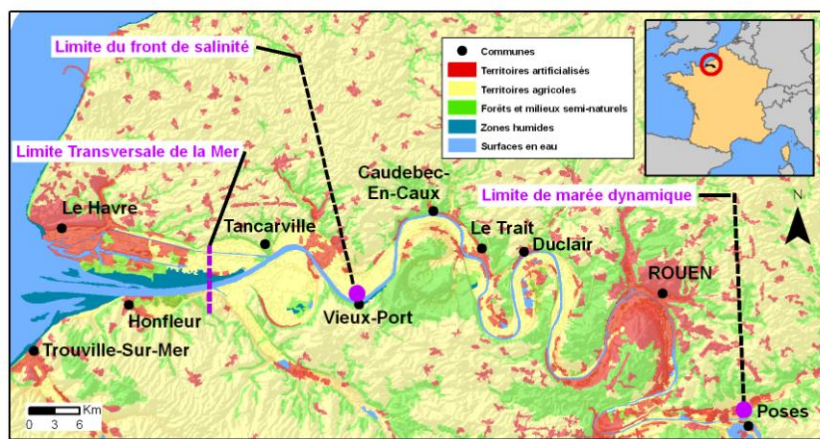 Limite du front de salinité
Communes
Territoires artificialisés
Territoires agricoles
Forêts et milieux semi-naturels
Zones humides
Surfaces en eau
Limite Transversale de la Mer
Caudebec-
En-Caux
Limite de marée dynamique
N
Le Havre
Tancarville
Le Trait
Duclair
ROUEN
Honfleur
Vieux-Port
Trouville-Sur-Mer
Km
0 3 6
Poses